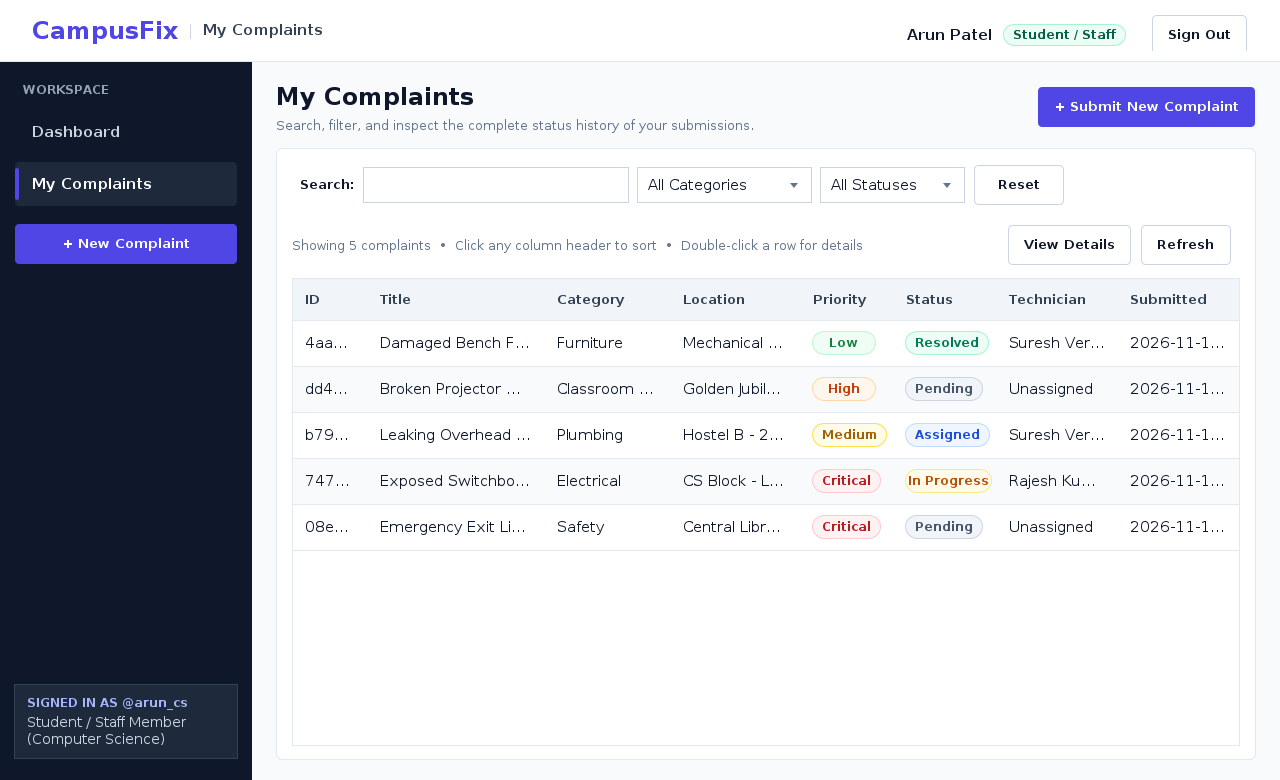 CampusFix
My Complaints
Arun Patel
Student / Staff
Sign Out
WORKSPACE
Dashboard
My Complaints
+ New Complaint
SIGNED IN AS @arun_cs
Student / Staff Member
(Computer Science)
My Complaints
Search, filter, and inspect the complete status history of your submissions.
+ Submit New Complaint
Search:
All Categories
All Statuses
Reset
Showing 5 complaints • Click any column header to sort • Double-click a row for details
View Details
Refresh
ID Title Category Location Priority Status Technician Submitted
4aa... Damaged Bench F... Furniture Mechanical ... Low Resolved Suresh Ver... 2026-11-1...
dd4... Broken Projector ... Classroom ... Golden Jubil... High Pending Unassigned 2026-11-1...
b79... Leaking Overhead ... Plumbing Hostel B - 2... Medium Assigned Suresh Ver... 2026-11-1...
747... Exposed Switchbo... Electrical CS Block - L... Critical In Progress Rajesh Ku... 2026-11-1...
08e... Emergency Exit Li... Safety Central Libr... Critical Pending Unassigned 2026-11-1...